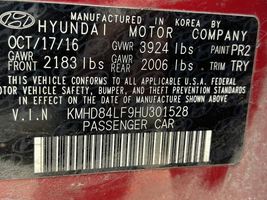 MANUFACTURED IN KOREA
HYUNDAI MOTOR COMPANY
OCT/17/16 GVWR 3924 lbs PAINT PR2
GAWR FRONT 2183 lbs GAWR REAR 2006 lbs TRIM TRY
THIS VEHICLE CONFORMS TO ALL APPLICABLE U.S.
FEDERAL MOTOR VEHICLE SAFETY,
BUMPER, AND THEFT PREVENTION STANDARDS
IN EFFECT ON THE DATE OF MANUFACTURE SHOWN ABOVE.
V.I.N KMHD84LF9HU301528
PASSENGER CAR